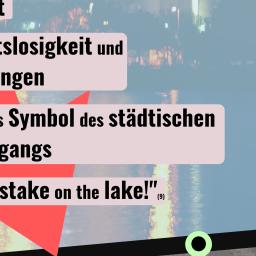 t
tslosigkeit und
ngen
s Symbol des städtischen
gangs
stake on the lake!"(9)